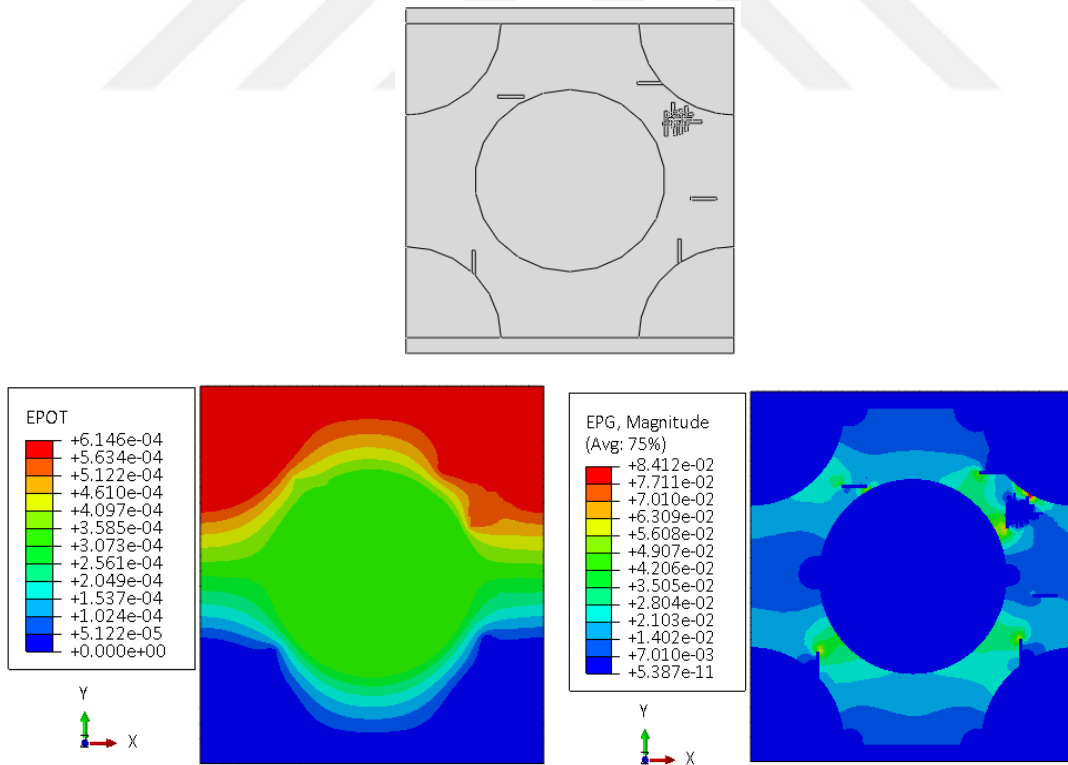 EPOT
+6.146e-04
+5.634e-04
+5.122e-04
+4.610e-04
+4.097e-04
+3.585e-04
+3.073e-04
+2.561e-04
+2.049e-04
+1.537e-04
+1.024e-04
+5.122e-05
+0.000e+00
Y
Z
X
EPG, Magnitude
(Avg: 75%)
+8.412e-02
+7.711e-02
+7.010e-02
+6.309e-02
+5.608e-02
+4.907e-02
+4.206e-02
+3.505e-02
+2.804e-02
+2.103e-02
+1.402e-02
+7.010e-03
+5.387e-11
Y
Z
X